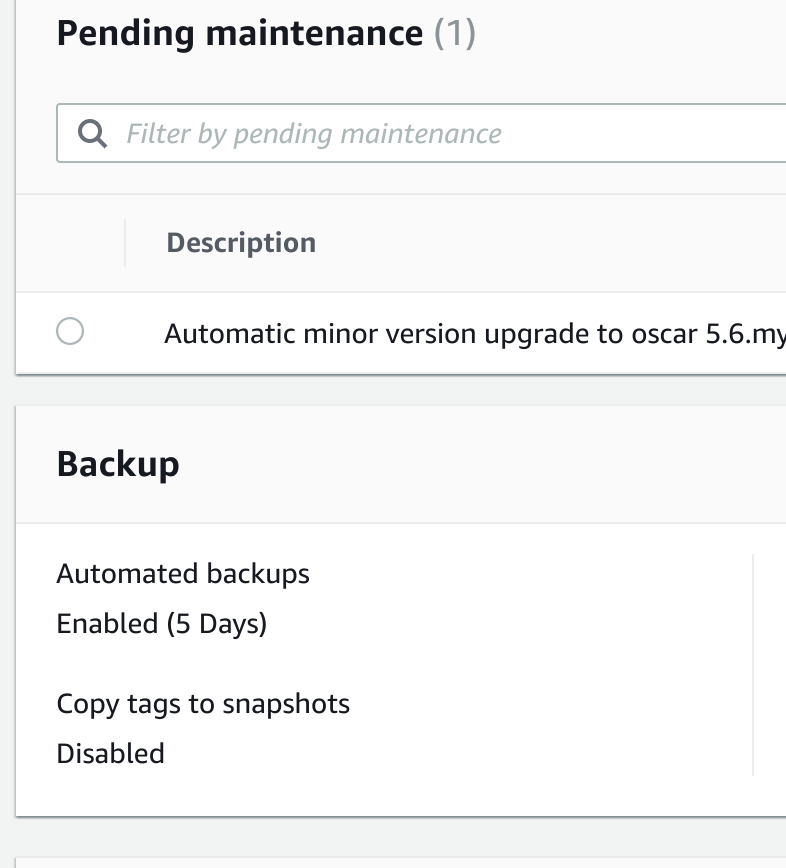 Pending maintenance (1)
Filter by pending maintenance
Description
Automatic minor version upgrade to oscar 5.6.my
Backup
Automated backups
Enabled (5 Days)
Copy tags to snapshots
Disabled